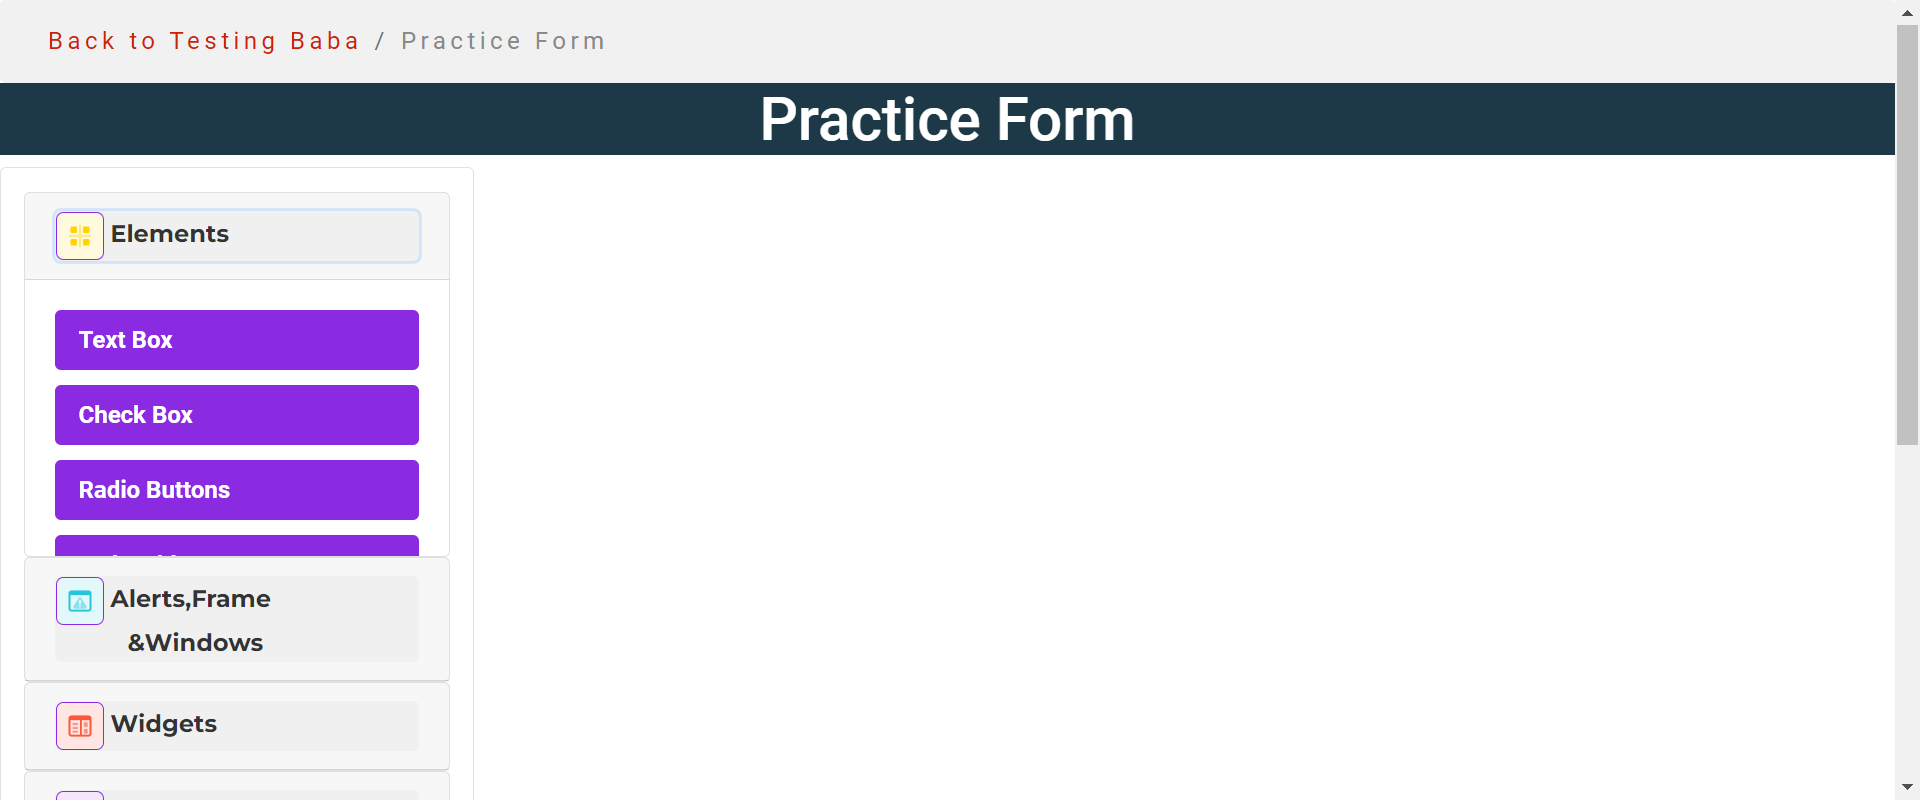 Back to Testing Baba / Practice Form
Practice Form
Elements
Text Box
Check Box
Radio Buttons
Alerts,Frame
&Windows
Widgets